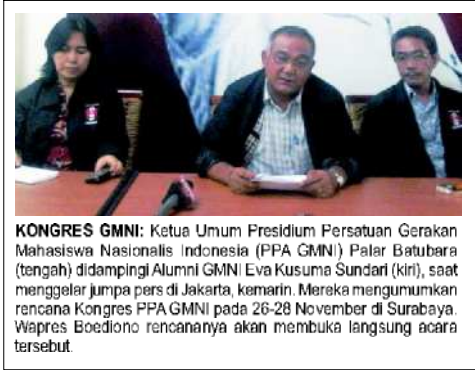 KONGRES GMNI: Ketua Umum Presidium Persatuan Gerakan
Mahasiswa Nasionalis Indonesia (PPA GMNI) Palar Batubara
(tengah) didampingi Alumni GMNI Eva Kusuma Sundari (kiri), saat
menggelar jumpa pers di Jakarta, kemarin. Mereka mengumumkan
rencana Kongres PPA GMNI pada 26-28 November di Surabaya.
Wapres Boediono rencananya akan membuka langsung acara
tersebut.